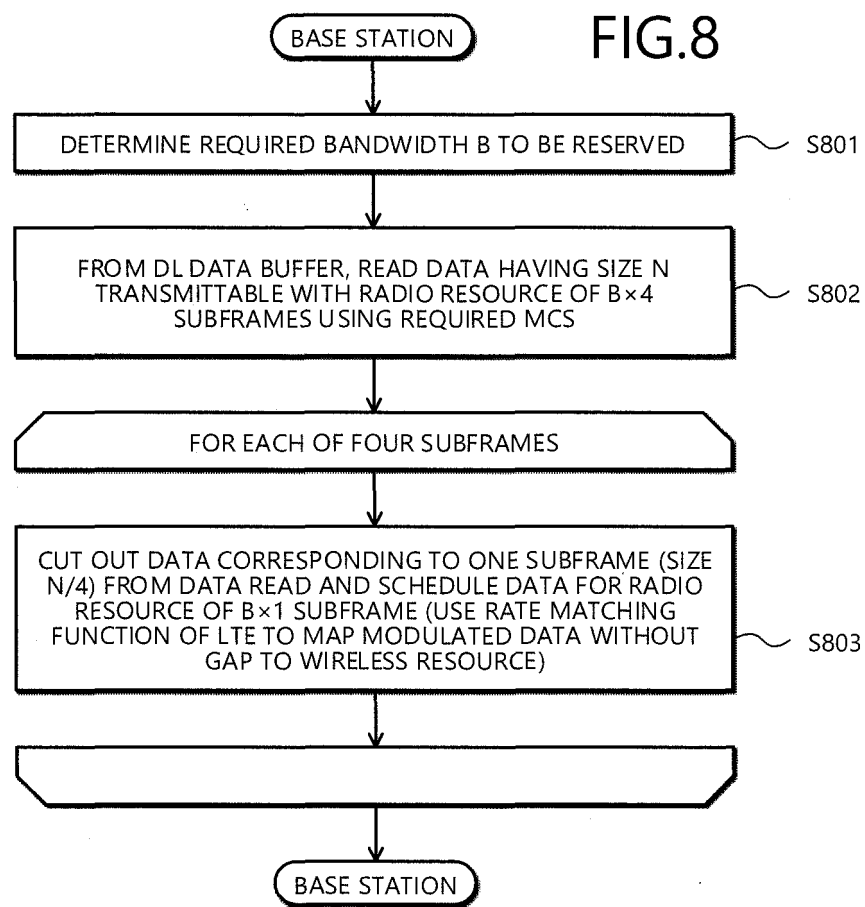 BASE STATION
FIG.8
DETERMINE REQUIRED BANDWIDTH B TO BE RESERVED
S801
FROM DL DATA BUFFER, READ DATA HAVING SIZE N
TRANSMITTABLE WITH RADIO RESOURCE OF B×4
SUBFRAMES USING REQUIRED MCS
S802
FOR EACH OF FOUR SUBFRAMES
CUT OUT DATA CORRESPONDING TO ONE SUBFRAME (SIZE
N/4) FROM DATA READ AND SCHEDULE DATA FOR RADIO
RESOURCE OF B×1 SUBFRAME (USE RATE MATCHING
FUNCTION OF LTE TO MAP MODULATED DATA WITHOUT
GAP TO WIRELESS RESOURCE)
S803
BASE STATION